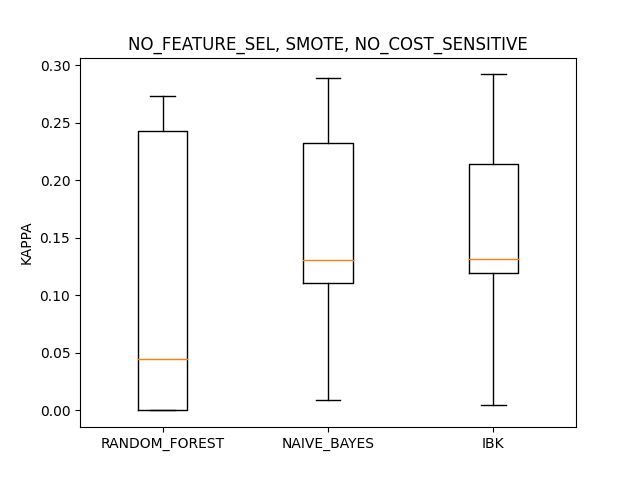 NO_FEATURE_SEL, SMOTE, NO_COST_SENSITIVE
0.30
0.25
0.20
0.15
0.10
0.05
0.00
KAPPA
RANDOM_FOREST
NAIVE_BAYES
IBK